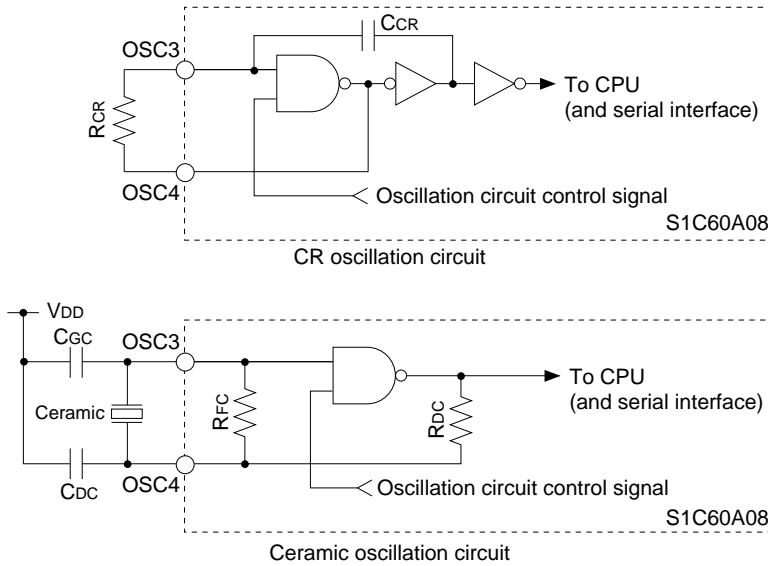 CCR
OSC3
To CPU
(and serial interface)
RCR
OSC4
Oscillation circuit control signal
S1C60A08
CR oscillation circuit
VDD
CGC
OSC3
To CPU
(and serial interface)
Ceramic
RFC
RDC
CDC
OSC4
Oscillation circuit control signal
S1C60A08
Ceramic oscillation circuit